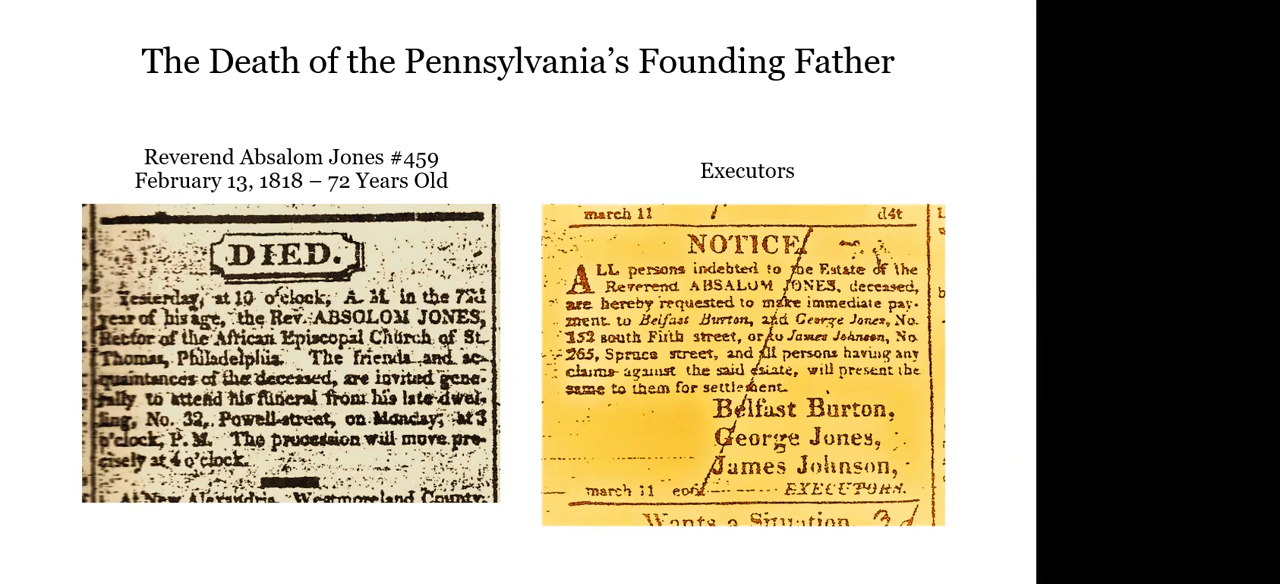 The Death of the Pennsylvania’s Founding Father
Reverend Absalom Jones #459
February 13, 1818 – 72 Years Old
DIED.
Yesterday, at 10 o'clock, A. M. in the 72d
year of his age, the Rev. ABSOLOM JONES,
Rector of the African Episcopal Church of St.
Thomas, Philadelphia. The friends and ac-
quaintances of the deceased, are invited gene-
rally to attend his funeral from his late dwel-
ling, No. 32, Powell-street, on Monday, at 3
o'clock, P. M. The procession will move pre-
cisely at 4 o'clock.
At New Alexandria, Westmoreland County,
Executors
march 11 d4t
NOTICE
ALL persons indebted to the Estate of the
Reverend ABSALOM JONES, deceased,
are hereby requested to make immediate pay-
ment to Belfast Burton, and George Jones, No.
152 south Fifth street, or to James Johnson, No.
265, Spruce street, and all persons having any
claims against the said estate, will present the
same to them for settlement.
Belfast Burton,
George Jones,
James Johnson,
march 11 eod EXECUTORS.
Wants a Situation